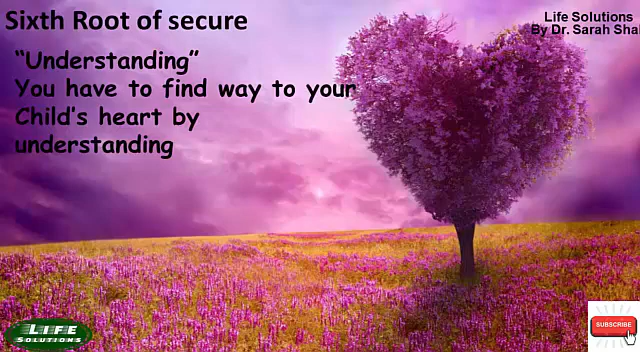 Sixth Root of secure
Life Solutions
By Dr. Sarah Shai
“Understanding”
You have to find way to your
Child's heart by
understanding
LIFE
SOLUTIONS
SUBSCRIBE